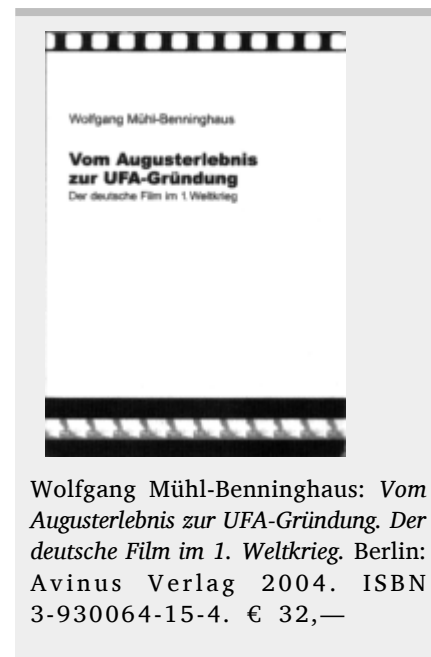 Wolfgang Mühl-Benninghaus
Vom Augusterlebnis
zur UFA-Gründung
Der deutsche Film im 1. Weltkrieg
Wolfgang Mühl-Benninghaus: Vom
Augusterlebnis zur UFA-Gründung. Der
deutsche Film im 1. Weltkrieg. Berlin:
Avinus Verlag 2004. ISBN
3-930064-15-4. € 32,—